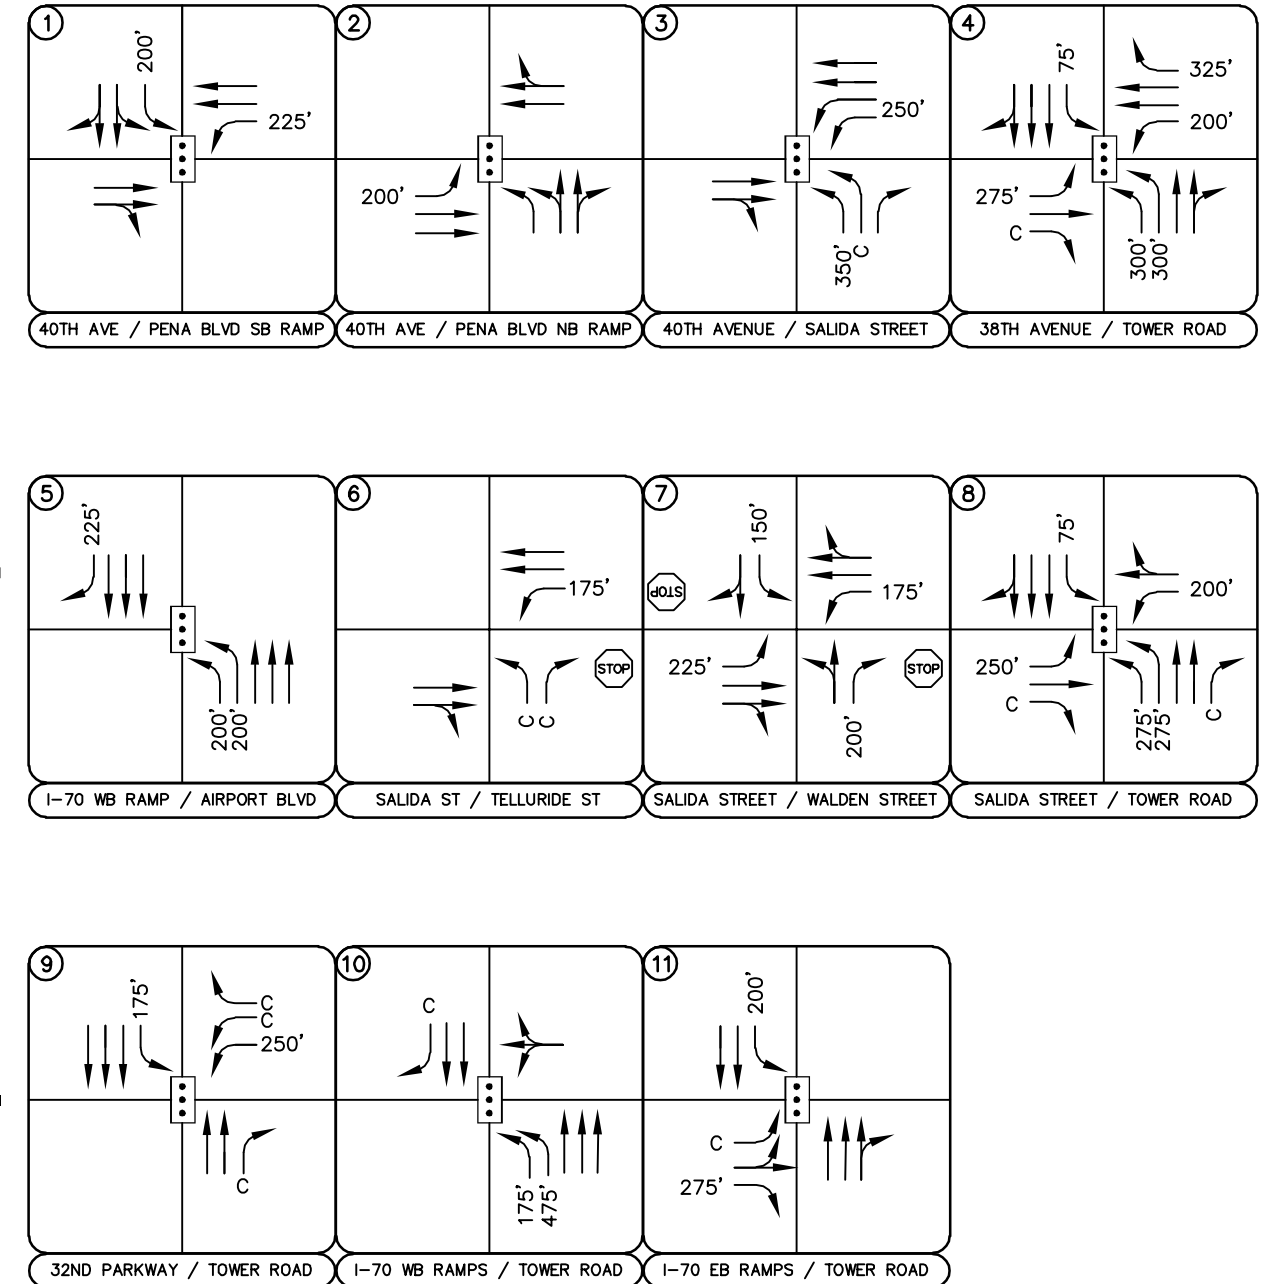 1
200'
225'
40TH AVE / PENA BLVD SB RAMP
2
200'
40TH AVE / PENA BLVD NB RAMP
3
250'
350'
C
40TH AVENUE / SALIDA STREET
4
75'
325'
200'
275'
C
300'
300'
38TH AVENUE / TOWER ROAD
5
225'
200'
200'
I-70 WB RAMP / AIRPORT BLVD
6
175'
STOP
C
C
SALIDA ST / TELLURIDE ST
7
150'
STOP
175'
225'
STOP
200'
SALIDA STREET / WALDEN STREET
8
75'
200'
250'
C
275'
275'
C
SALIDA STREET / TOWER ROAD
9
175'
C
C
250'
C
32ND PARKWAY / TOWER ROAD
10
C
175'
475'
I-70 WB RAMPS / TOWER ROAD
11
200'
C
275'
I-70 EB RAMPS / TOWER ROAD